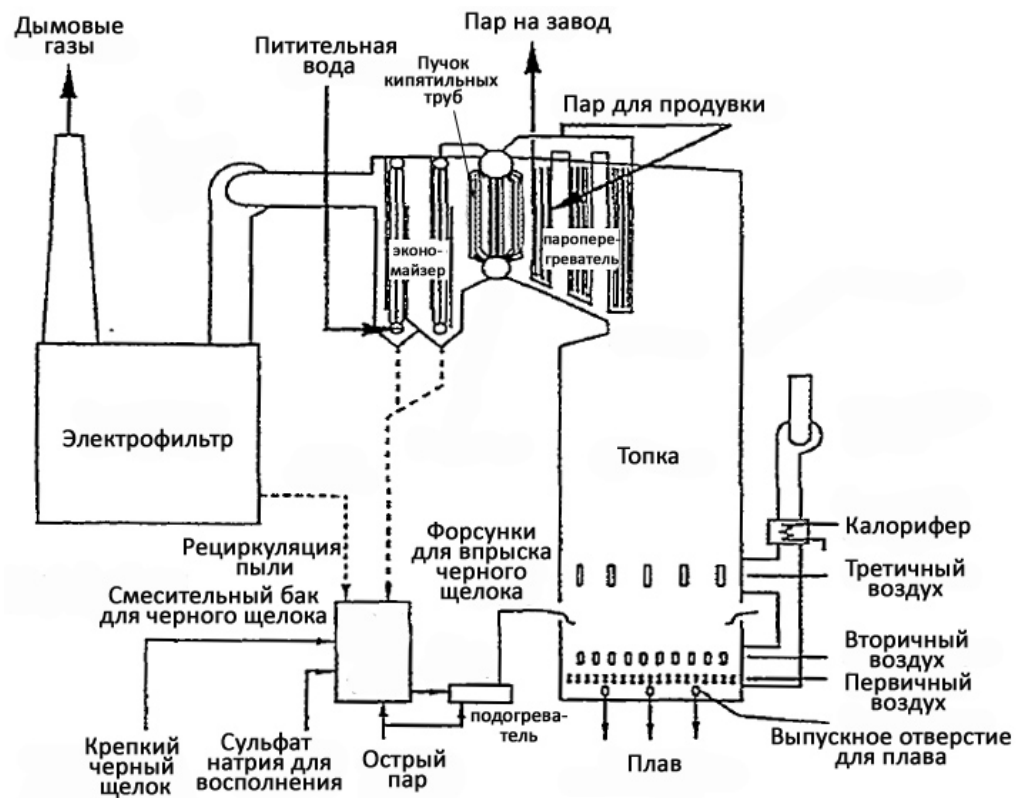 Дымовые
газы
Питительная
вода
Пучок
кипятильных
труб
Пар на завод
Пар для продувки
эконо-
майзер
паропере-
греватель
Электрофильтр
Топка
Калорифер
Рециркуляция
пыли
Форсунки
для впрыска
черного
щелока
Третичный
воздух
Смесительный бак
для черного щелока
Вторичный
воздух
Первичный
воздух
подогрева-
тель
Выпускное отверстие
для плава
Крепкий
черный
щелок
Сульфат
натрия для
восполнения
Острый
пар
Плав